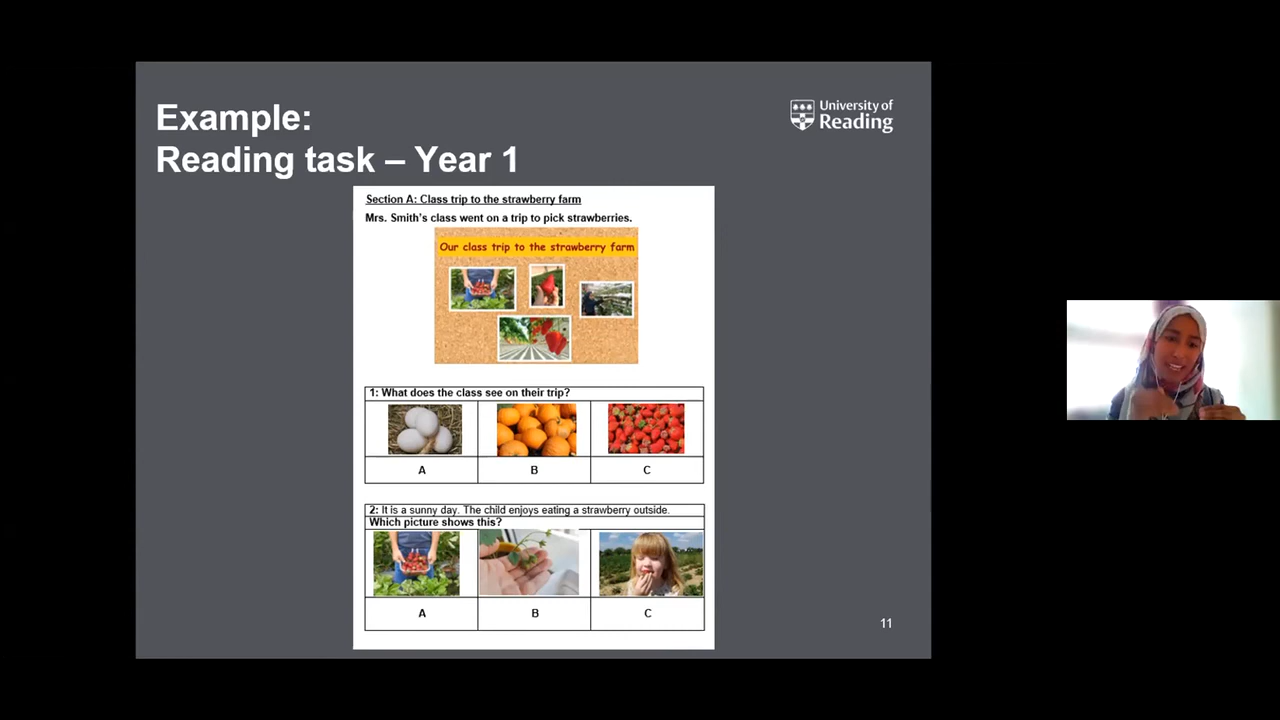 Example:
Reading task – Year 1
University of
Reading
Section A: Class trip to the strawberry farm
Mrs. Smith's class went on a trip to pick strawberries.
Our class trip to the strawberry farm
1: What does the class see on their trip?
A B C
2: It is a sunny day. The child enjoys eating a strawberry outside.
Which picture shows this?
A B C
11